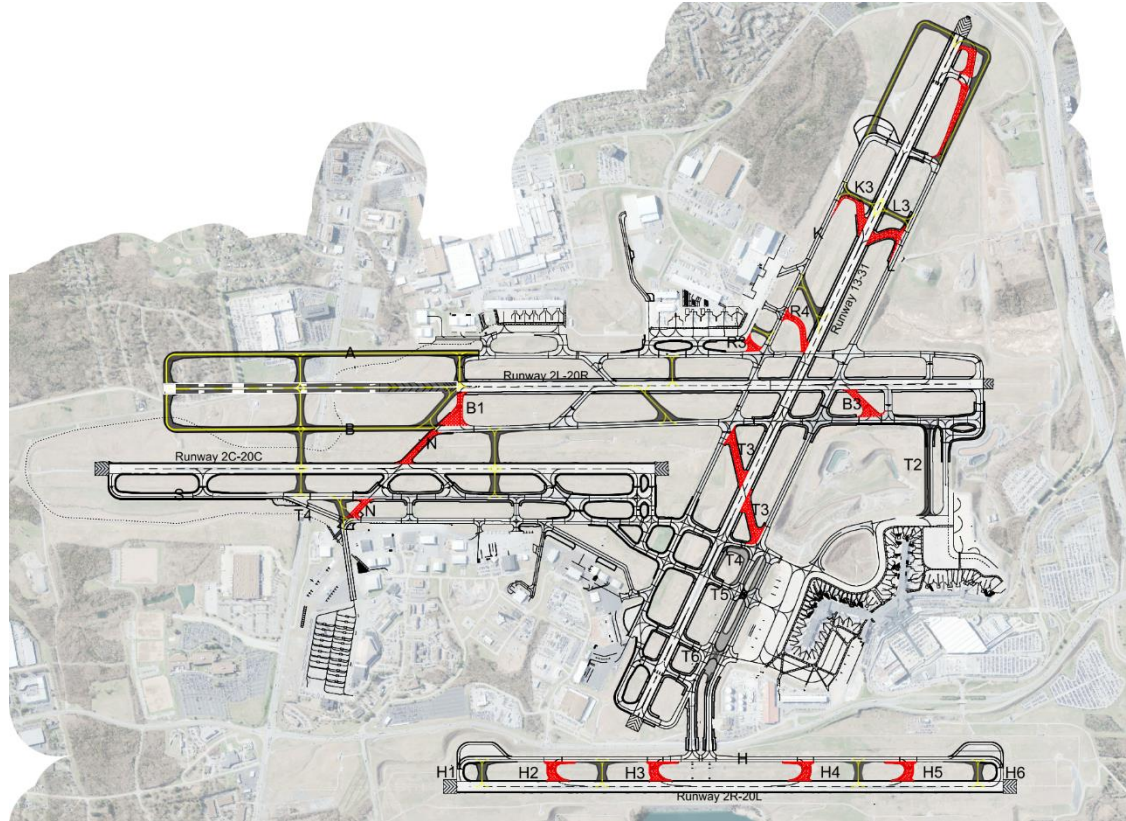 K3
L3
K
Runway 13-31
R4
R3
A
Runway 2L-20R
B1
B3
B
N
T3
Runway 2C-20C
T2
S
N
T3
T4
T4
T5
T6
H
H1
H2
H3
H4
H5
H6
Runway 2R-20L